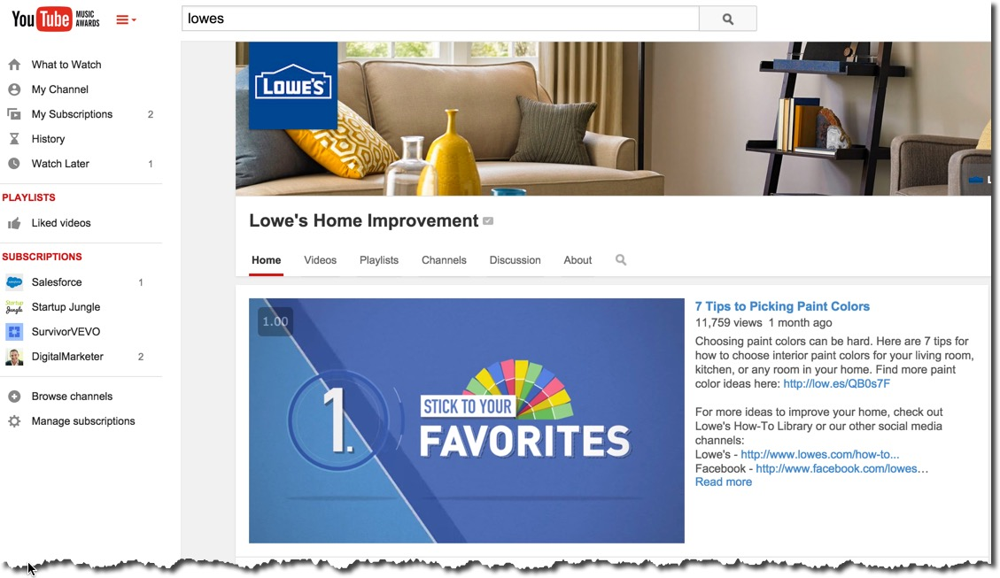 You Tube MUSIC AWARDS
lowes
What to Watch
My Channel
My Subscriptions 2
History
Watch Later 1
PLAYLISTS
Liked videos
SUBSCRIPTIONS
Salesforce 1
Startup Jungle
SurvivorVEVO
DigitalMarketer 2
Browse channels
Manage subscriptions
LOWE'S
Lowe's Home Improvement
Home Videos Playlists Channels Discussion About
1.00
1.
STICK TO YOUR
FAVORITES
7 Tips to Picking Paint Colors
11,759 views 1 month ago
Choosing paint colors can be hard. Here are 7 tips for
how to choose interior paint colors for your living room,
kitchen, or any room in your home. Find more paint
color ideas here: http://low.es/QB0s7F
For more ideas to improve your home, check out
Lowe's How-To Library or our other social media
channels:
Lowe's - http://www.lowes.com/how-to...
Facebook - http://www.facebook.com/lowes…
Read more